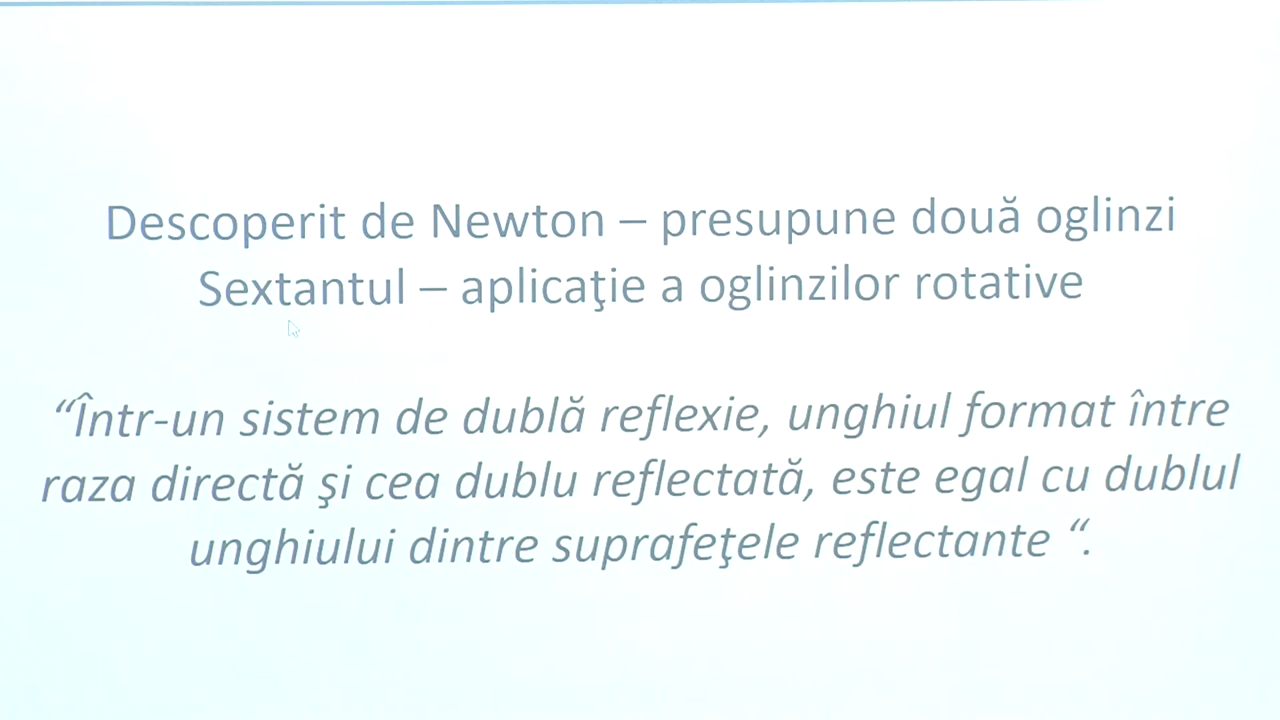 Descoperit de Newton – presupune două oglinzi
Sextantul – aplicaţie a oglinzilor rotative
“Într-un sistem de dublă reflexie, unghiul format între
raza directă şi cea dublu reflectată, este egal cu dublul
unghiului dintre suprafeţele reflectante “.